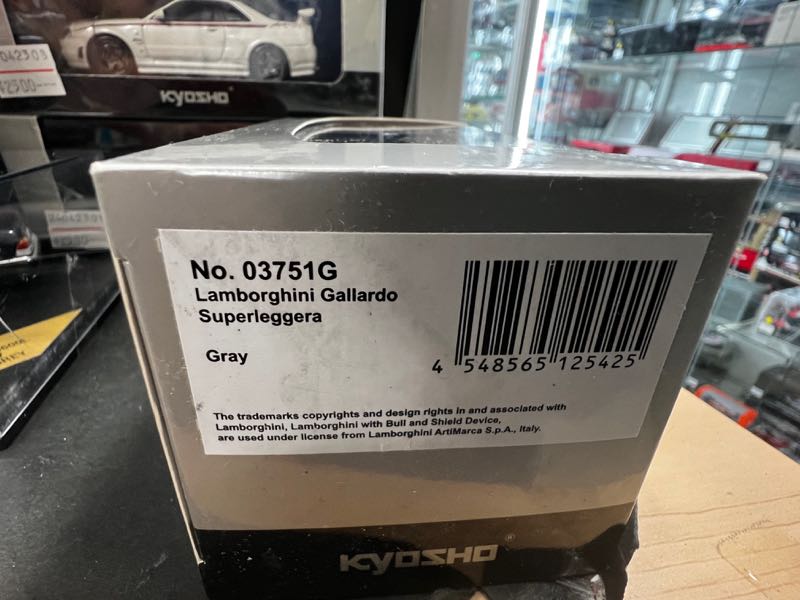 KYOSHO
No. 03751G
Lamborghini Gallardo
Superleggera
Gray
4 548565 125425
The trademarks copyrights and design rights in and associated with
Lamborghini, Lamborghini with Bull and Shield Device,
are used under license from Lamborghini ArtiMarca S.p.A., Italy.
KYOSHO